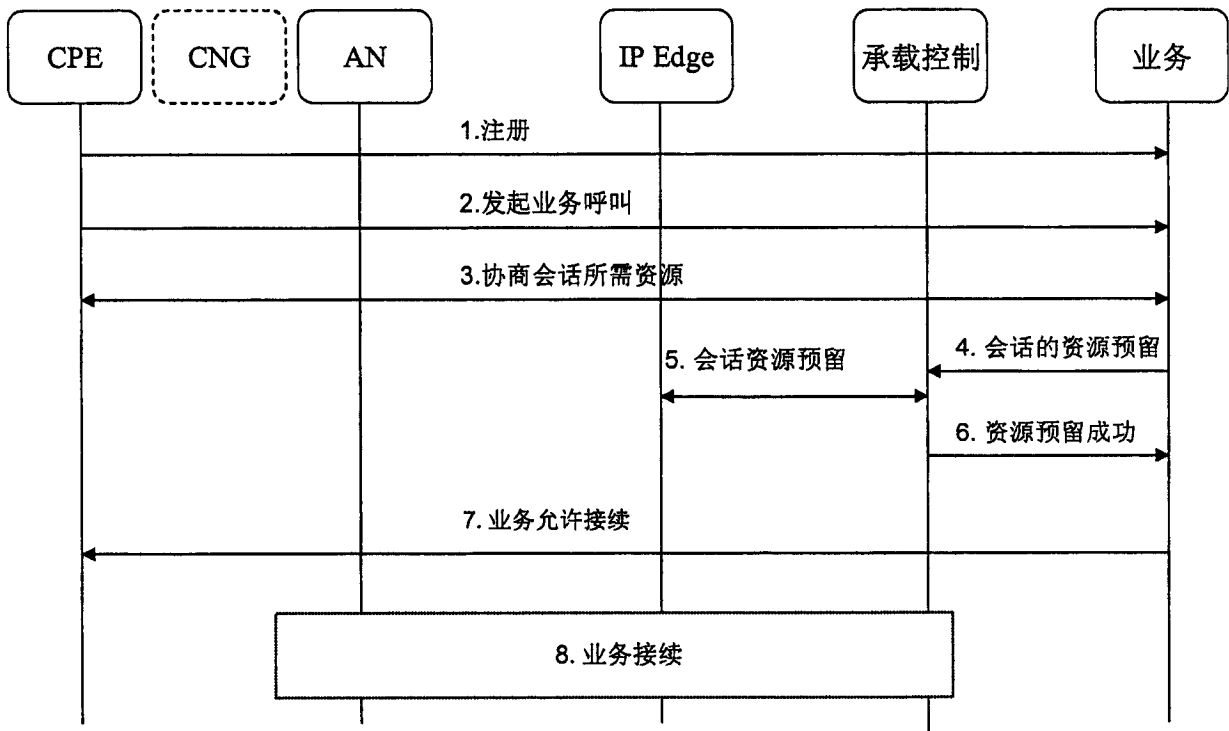 CPE
CNG
AN
IP Edge
承载控制
业务
1.注册
2.发起业务呼叫
3.协商会话所需资源
4. 会话的资源预留
5. 会话资源预留
6. 资源预留成功
7. 业务允许接续
8. 业务接续